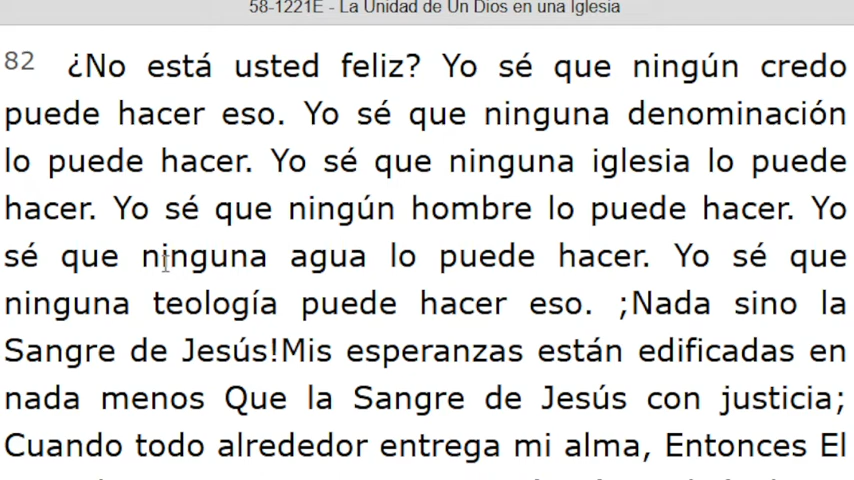 58-1221E - La Unidad de Un Dios en una Iglesia
82 ¿No está usted feliz? Yo sé que ningún credo
puede hacer eso. Yo sé que ninguna denominación
lo puede hacer. Yo sé que ninguna iglesia lo puede
hacer. Yo sé que ningún hombre lo puede hacer. Yo
sé que ninguna agua lo puede hacer. Yo sé que
ninguna teología puede hacer eso. ;Nada sino la
Sangre de Jesús!Mis esperanzas están edificadas en
nada menos Que la Sangre de Jesús con justicia;
Cuando todo alrededor entrega mi alma, Entonces El